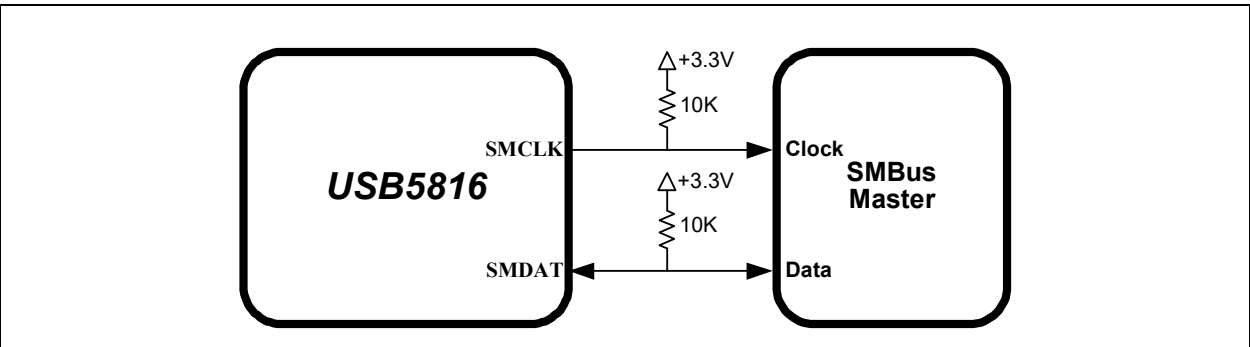 +3.3V
10K
SMCLK
Clock
USB5816
SMBus
Master
+3.3V
10K
SMDAT
Data